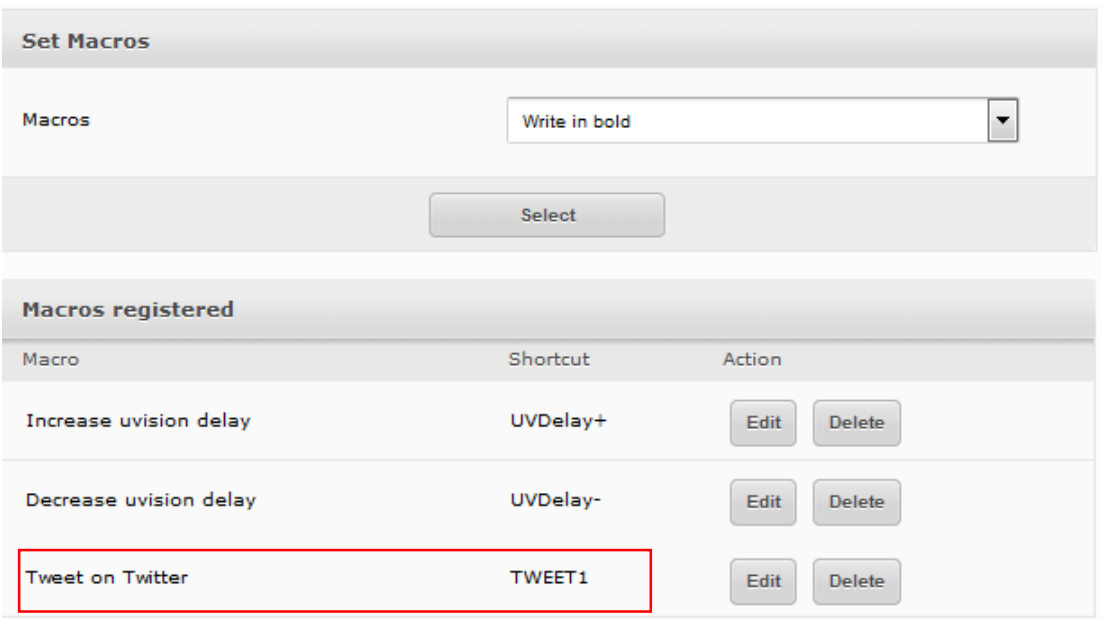 Set Macros
Macros Write in bold
Select
Macros registered
Macro Shortcut Action
Increase uvision delay UVDelay+ Edit Delete
Decrease uvision delay UVDelay- Edit Delete
Tweet on Twitter TWEET1 Edit Delete